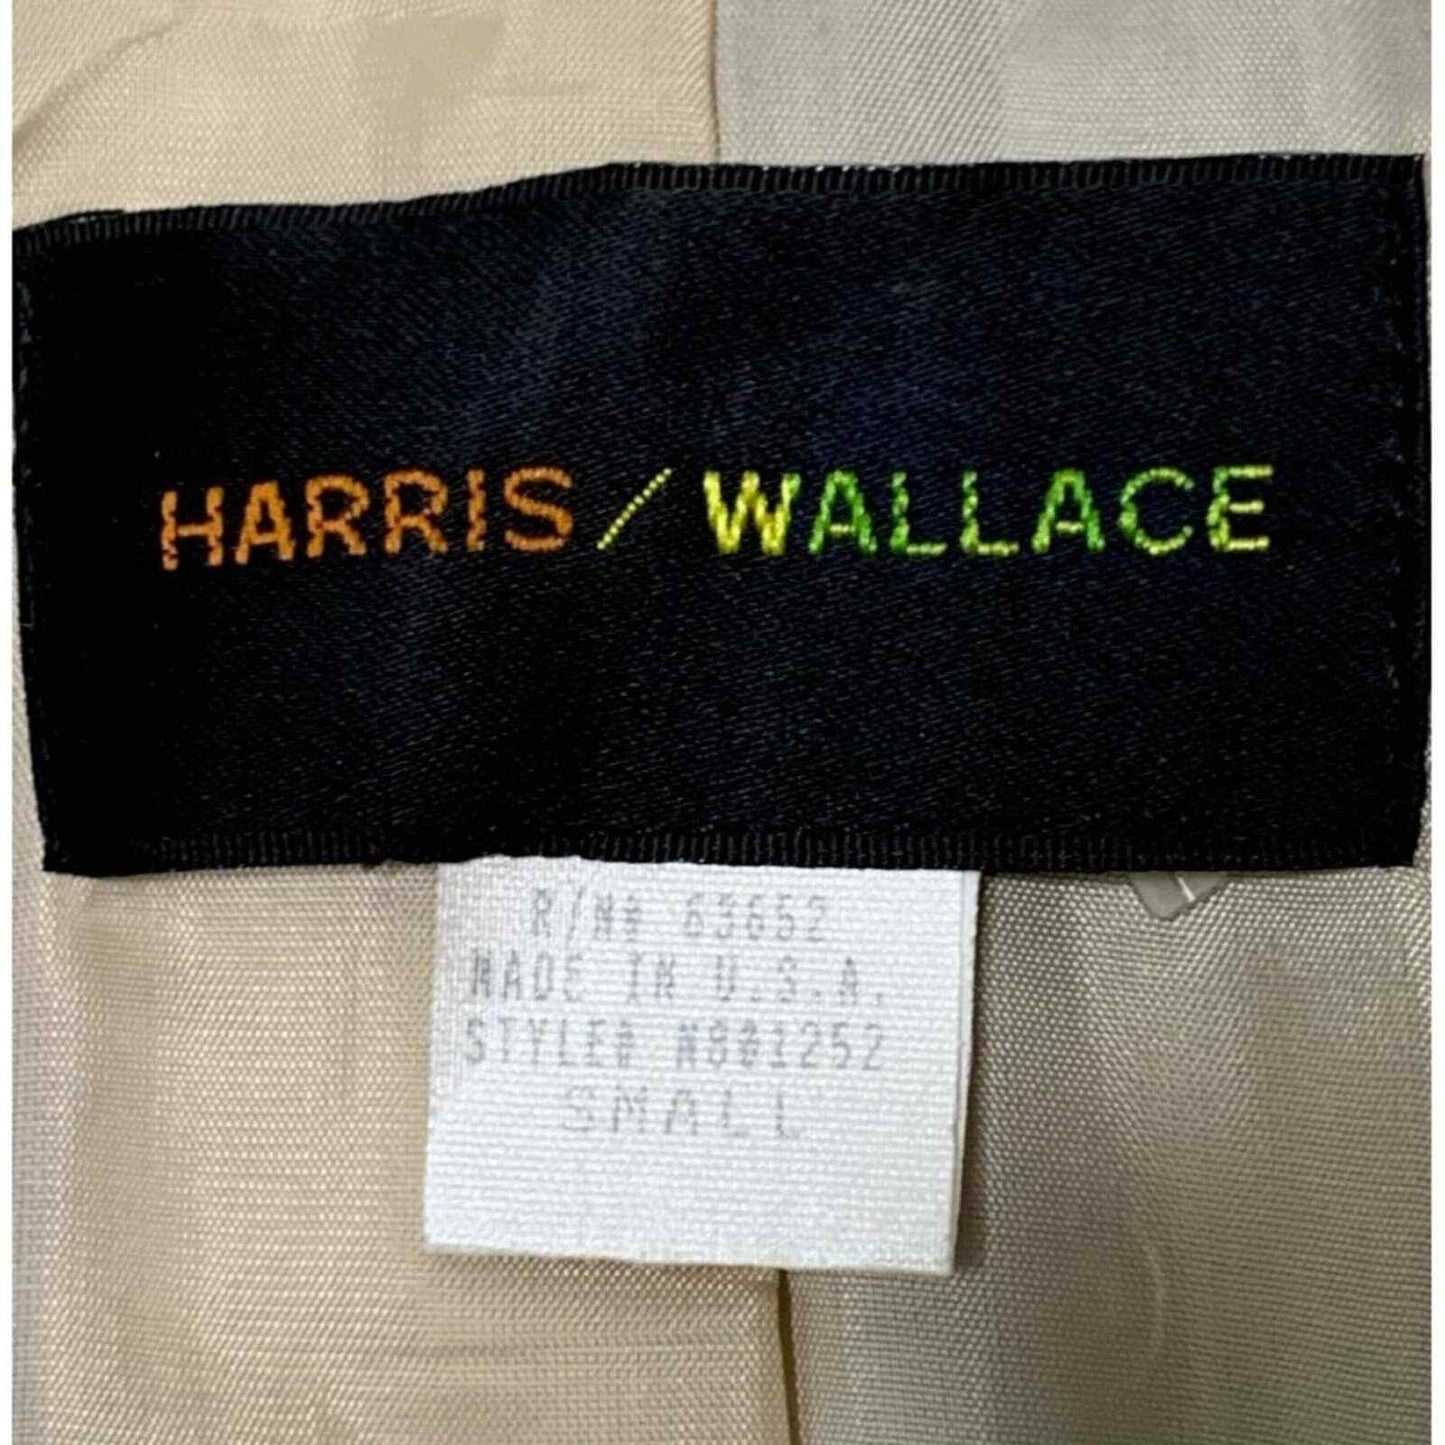 HARRIS/WALLACE
R/N# 63652
MADE IN U.S.A.
STYLE# N801252
SMALL